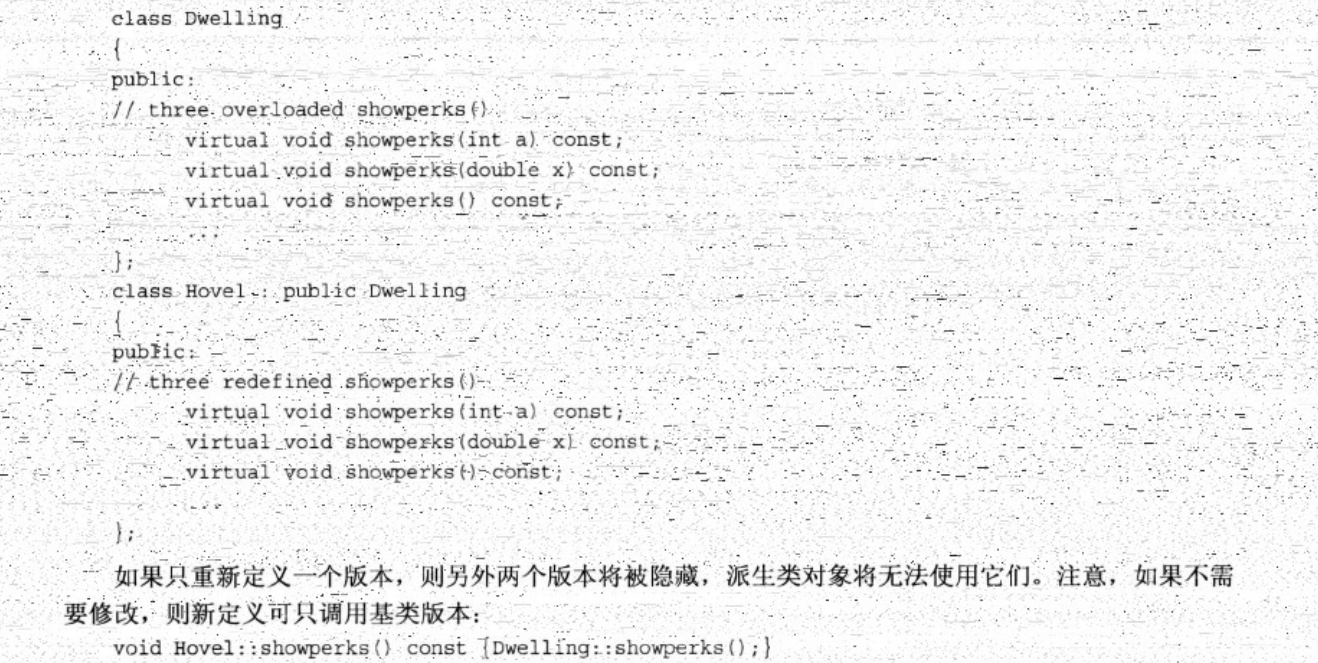 class Dwelling
{
public:
// three overloaded showperks()
virtual void showperks(int a) const;
virtual void showperks(double x) const;
virtual void showperks() const;
...
};
class Hovel : public Dwelling
{
public:
// three redefined showperks()
virtual void showperks(int a) const;
virtual void showperks(double x) const;
virtual void showperks() const;
...
};
如果只重新定义一个版本，则另外两个版本将被隐藏，派生类对象将无法使用它们。注意，如果不需
要修改，则新定义可只调用基类版本：
void Hovel::showperks() const {Dwelling::showperks();}